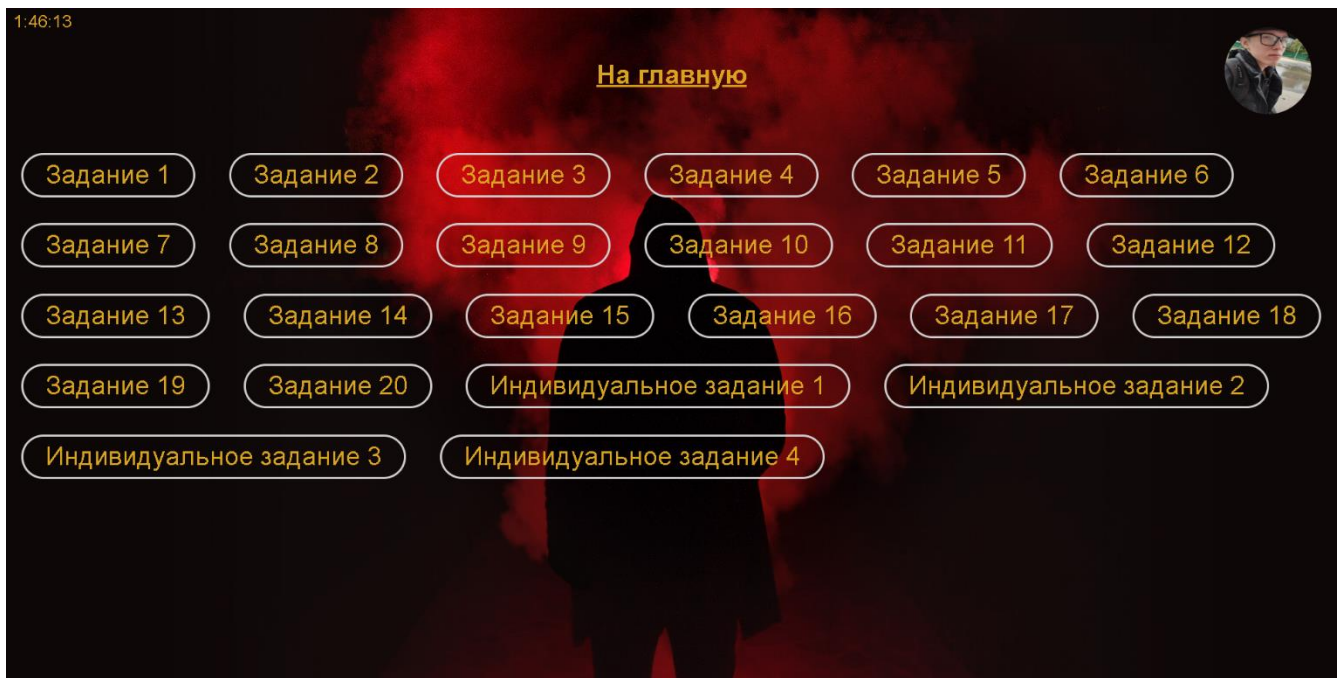 1:46:13
На главную
Задание 1 Задание 2 Задание 3 Задание 4 Задание 5 Задание 6
Задание 7 Задание 8 Задание 9 Задание 10 Задание 11 Задание 12
Задание 13 Задание 14 Задание 15 Задание 16 Задание 17 Задание 18
Задание 19 Задание 20 Индивидуальное задание 1 Индивидуальное задание 2
Индивидуальное задание 3 Индивидуальное задание 4